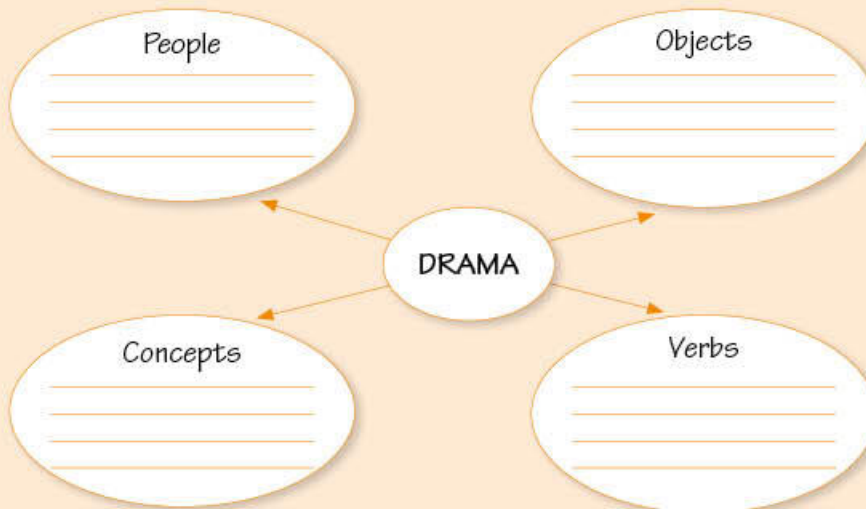 People
Objects
DRAMA
Concepts
Verbs